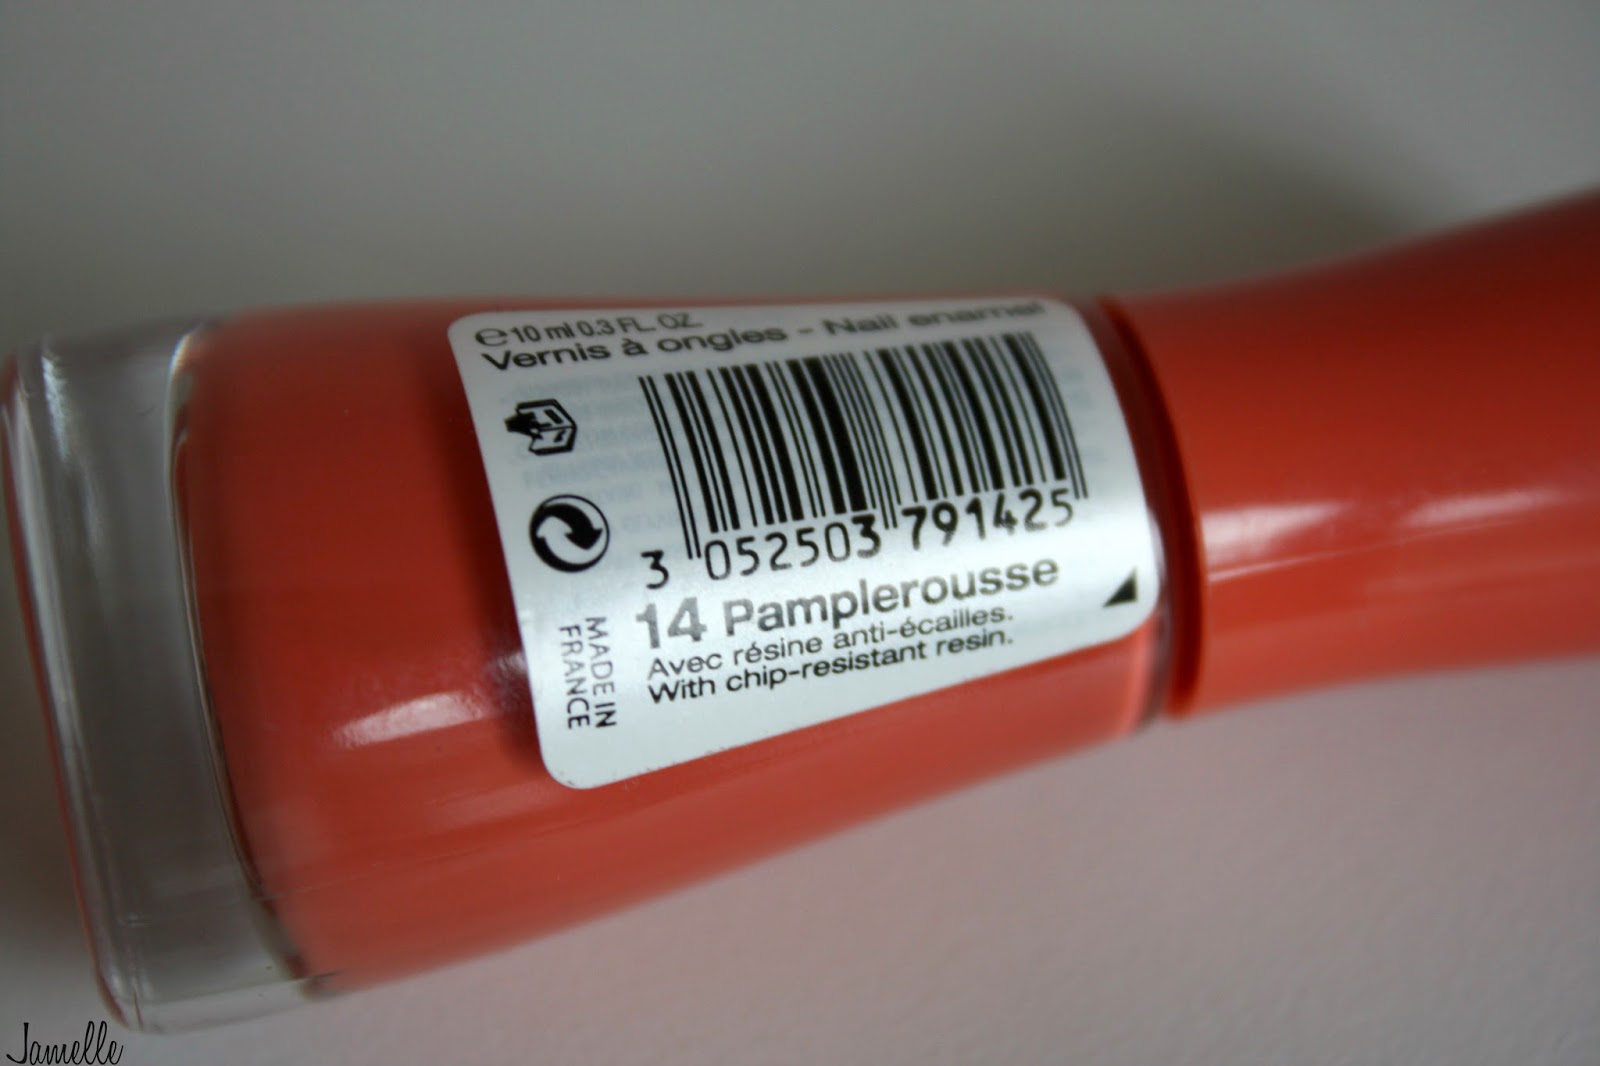 ℮ 10 ml 0.3 FL. OZ.
Vernis à ongles - Nail enamel
3 052503 791425
14 Pamplerousse
Avec résine anti-écailles.
With chip-resistant resin.
MADE IN
FRANCE
Jamelle